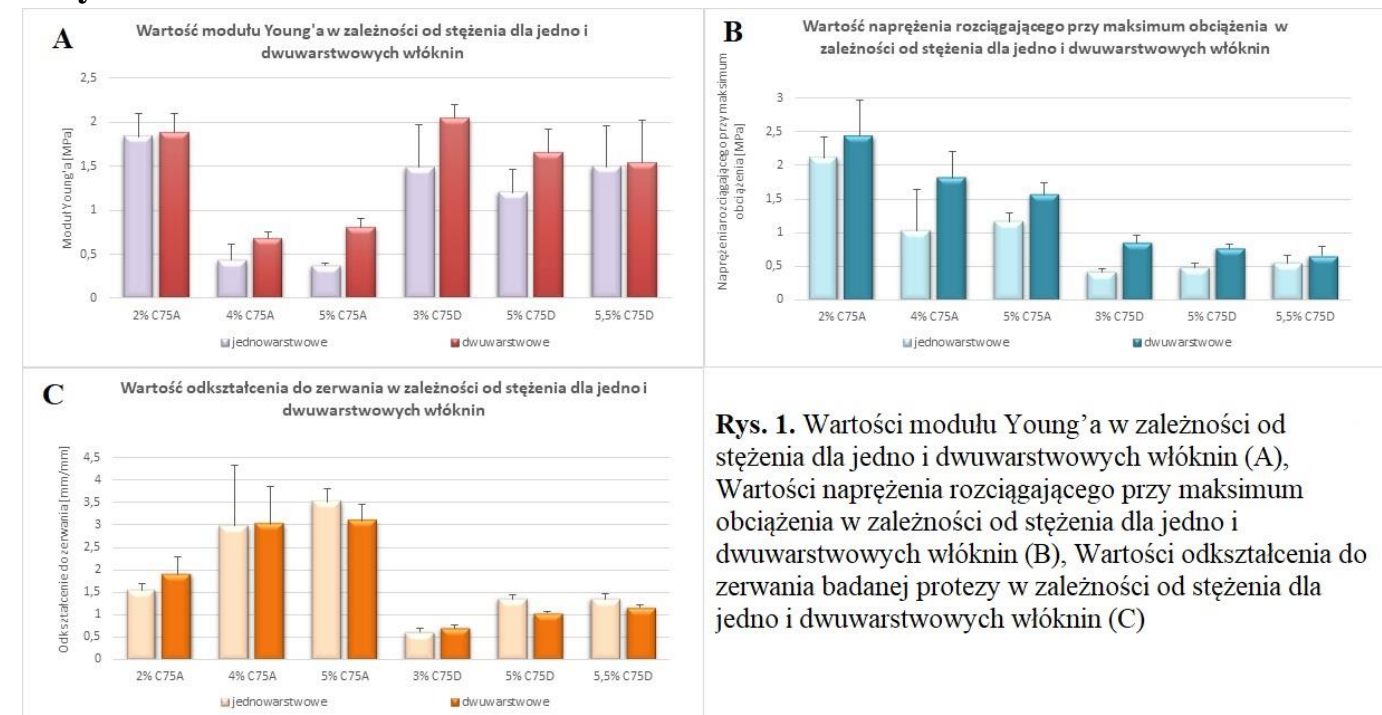 A
Wartość modułu Young'a w zależności od stężenia dla jedno i
dwuwarstwowych włóknin
Moduł Young'a [MPa]
2,5
2
1,5
1
0,5
0
2% C75A 4% C75A 5% C75A 3% C75D 5% C75D 5,5% C75D
jednowarstwowe dwuwarstwowe
B
Wartość naprężenia rozciągającego przy maksimum obciążenia w
zależności od stężenia dla jedno i dwuwarstwowych włóknin
Naprężenia rozciągającego przy maksimum
obciążenia [MPa]
3
2,5
2
1,5
1
0,5
0
2% C75A 4% C75A 5% C75A 3% C75D 5% C75D 5,5% C75D
jednowarstwowe dwuwarstwowe
C
Wartość odkształcenia do zerwania w zależności od stężenia dla jedno i
dwuwarstwowych włóknin
Odkształcenie do zerwania [mm/mm]
4,5
4
3,5
3
2,5
2
1,5
1
0,5
0
2% C75A 4% C75A 5% C75A 3% C75D 5% C75D 5,5% C75D
jednowarstwowe dwuwarstwowe
Rys. 1. Wartości modułu Young’a w zależności od
stężenia dla jedno i dwuwarstwowych włóknin (A),
Wartości naprężenia rozciągającego przy maksimum
obciążenia w zależności od stężenia dla jedno i
dwuwarstwowych włóknin (B), Wartości odkształcenia do
zerwania badanej protezy w zależności od stężenia dla
jedno i dwuwarstwowych włóknin (C)